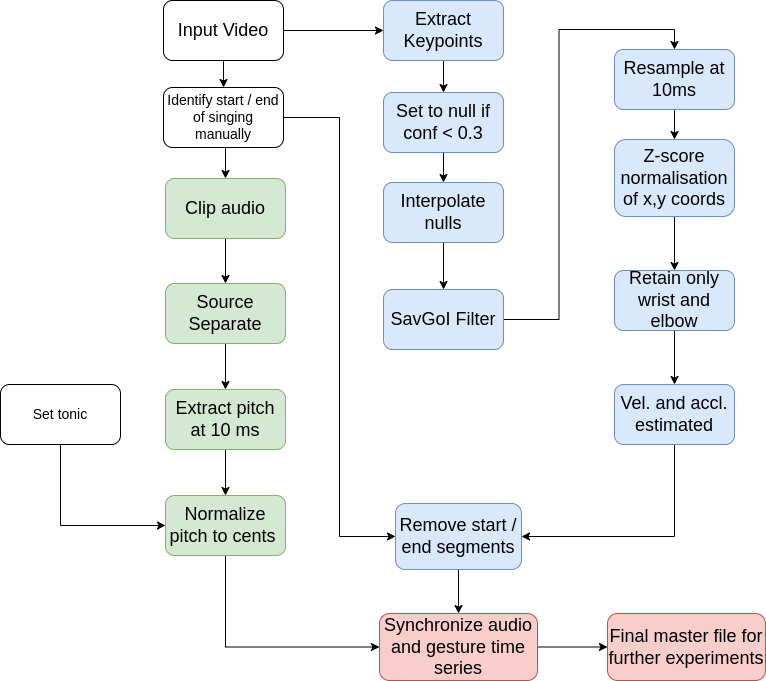 Input Video
Identify start / end
of singing
manually
Clip audio
Source
Separate
Extract pitch
at 10 ms
Set tonic
Normalize
pitch to cents
Extract
Keypoints
Set to null if
conf < 0.3
Interpolate
nulls
SavGol Filter
Resample at
10ms
Z-score
normalisation
of x,y coords
Retain only
wrist and
elbow
Vel. and accl.
estimated
Remove start /
end segments
Synchronize audio
and gesture time
series
Final master file for
further experiments